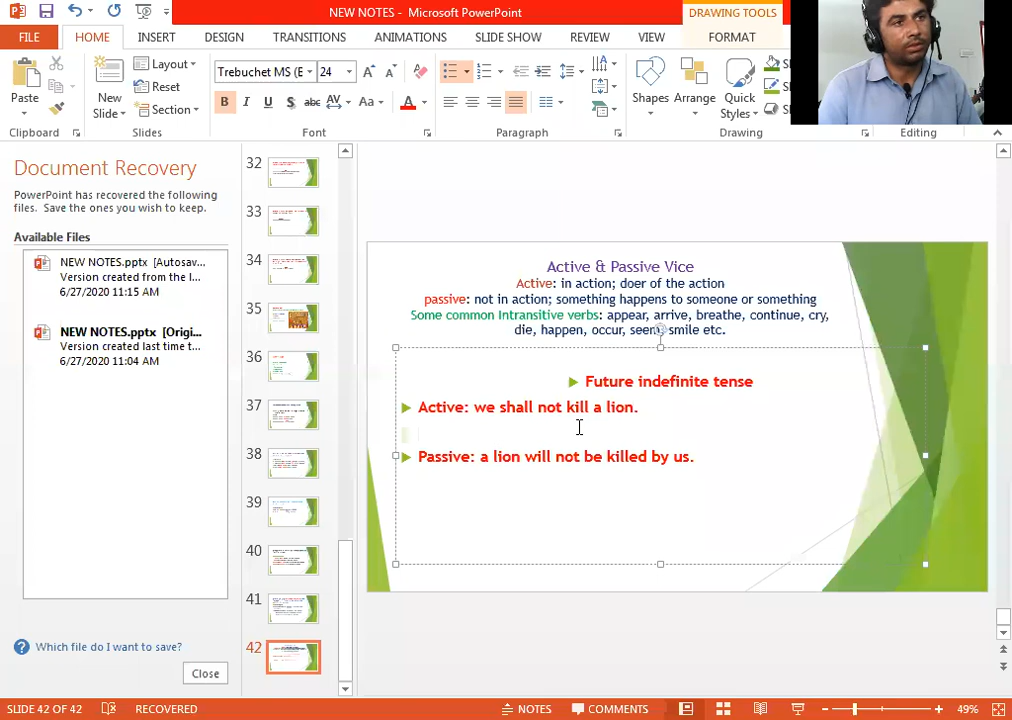 NEW NOTES - Microsoft PowerPoint
DRAWING TOOLS
FILE HOME INSERT DESIGN TRANSITIONS ANIMATIONS SLIDE SHOW REVIEW VIEW FORMAT
Paste
New
Slide
Layout
Reset
Section
Trebuchet MS (E 24
B I U S abc AV Aa A
Shapes Arrange Quick
Styles
Clipboard Slides Font Paragraph Drawing Editing
Document Recovery
PowerPoint has recovered the following
files. Save the ones you wish to keep.
Available Files
NEW NOTES.pptx [Autosav...
Version created from the l...
6/27/2020 11:15 AM
NEW NOTES.pptx [Origi...
Version created last time t...
6/27/2020 11:04 AM
Which file do I want to save?
Close
32
33
34
35
36
37
38
39
40
41
42
Active & Passive Vice
Active: in action; doer of the action
passive: not in action; something happens to someone or something
Some common Intransitive verbs: appear, arrive, breathe, continue, cry,
die, happen, occur, seem, smile etc.
Future indefinite tense
Active: we shall not kill a lion.
Passive: a lion will not be killed by us.
SLIDE 42 OF 42 RECOVERED NOTES COMMENTS 49%